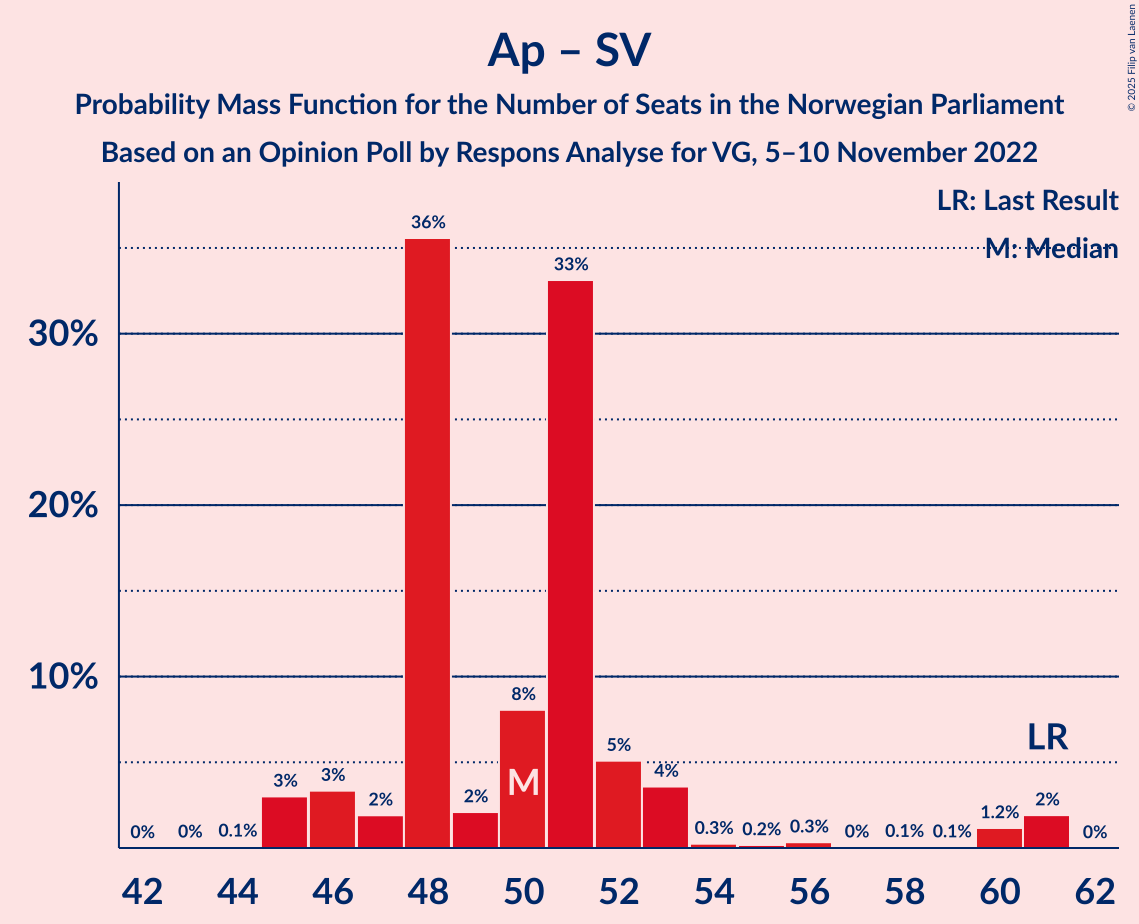 Ap – SV
Probability Mass Function for the Number of Seats in the Norwegian Parliament
Based on an Opinion Poll by Respons Analyse for VG, 5–10 November 2022
© 2025 Filip van Laenen
LR: Last Result
M: Median
30%
20%
10%
0%
0%
0.1%
3%
3%
2%
36%
2%
8%
33%
5%
4%
0.3%
0.2%
0.3%
0%
0.1%
0.1%
1.2%
2%
0%
M
LR
42 44 46 48 50 52 54 56 58 60 62